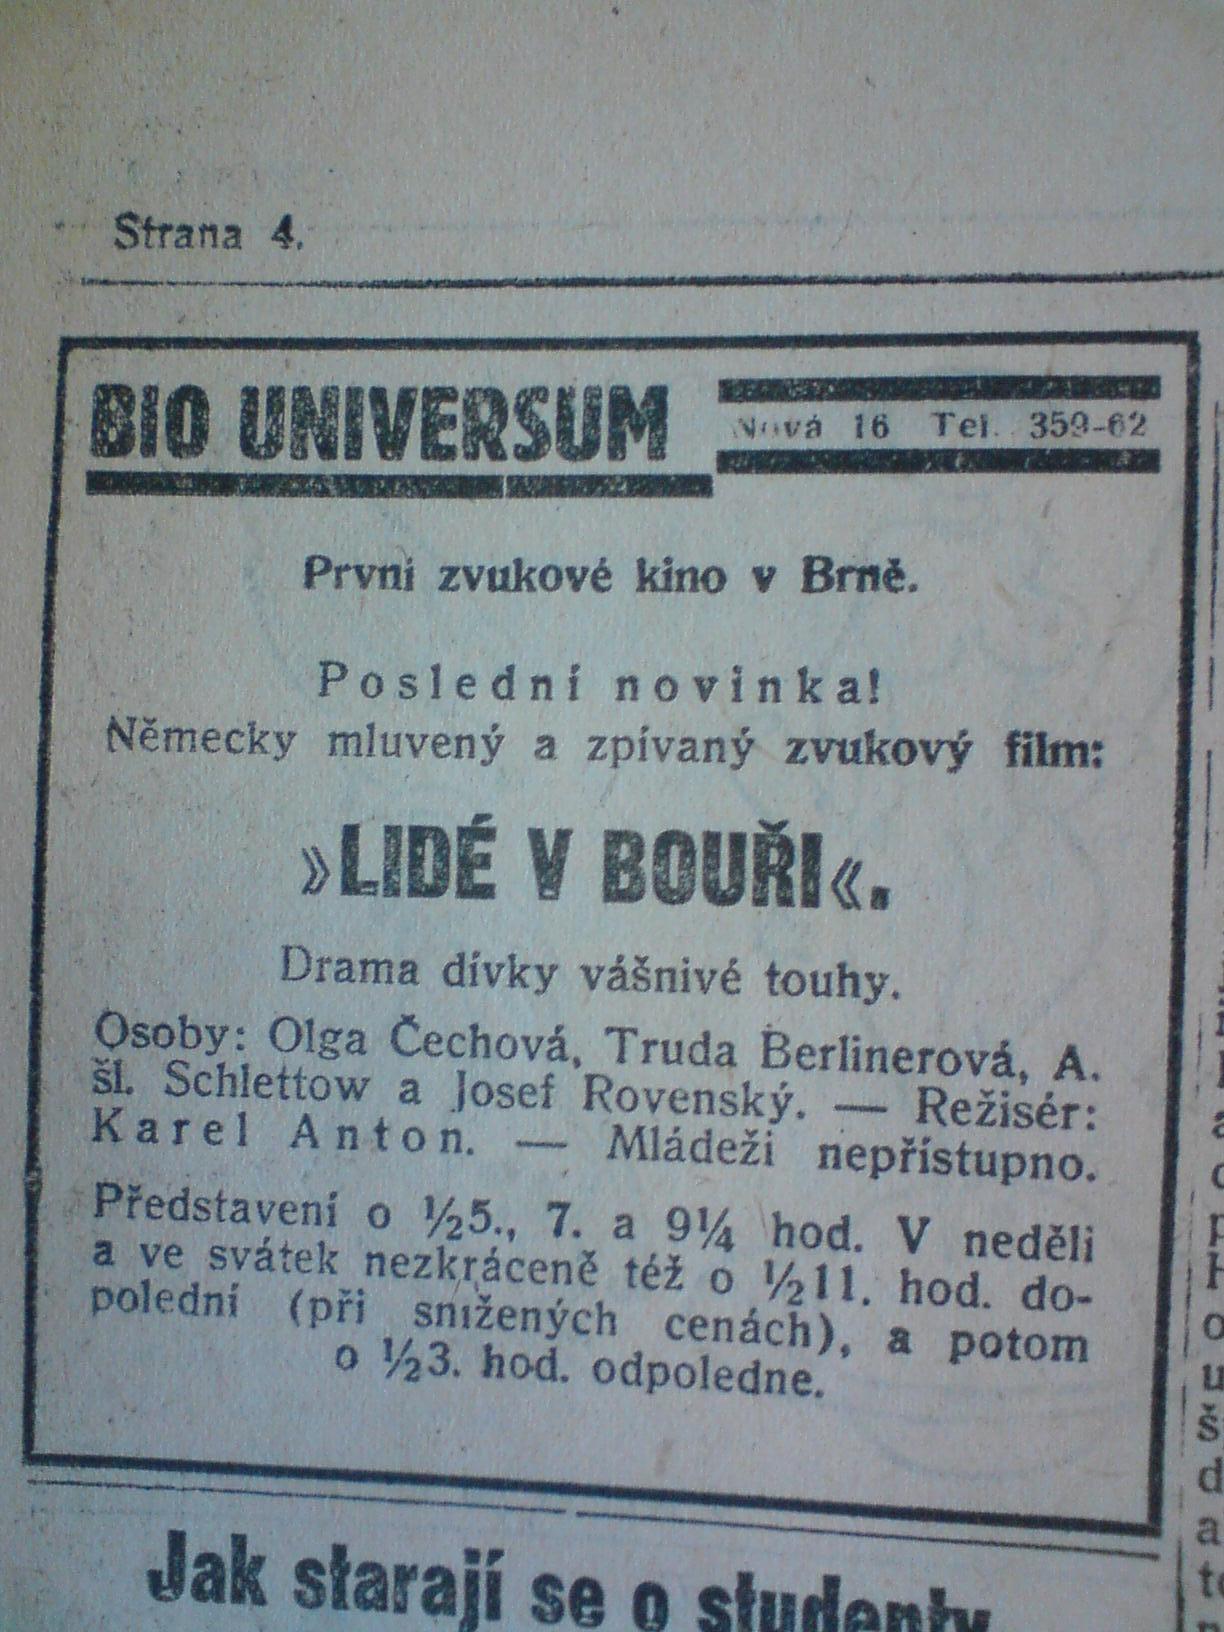 Strana 4.
BIO UNIVERSUM
Nová 16 Tel. 359-62
První zvukové kino v Brně.
Poslední novinka!
Německy mluvený a zpívaný zvukový film:
»LIDÉ V BOUŘI«.
Drama dívky vášnivé touhy.
Osoby: Olga Čechová, Truda Berlinerová, A.
šl. Schlettow a Josef Rovenský. — Režisér:
Karel Anton. — Mládeži nepřístupno.
Představení o ½5., 7. a 9¼ hod. V neděli
a ve svátek nezkráceně též o ½11. hod. do-
polední (při snížených cenách), a potom
o ½3. hod. odpoledne.
Jak starají se o studenty